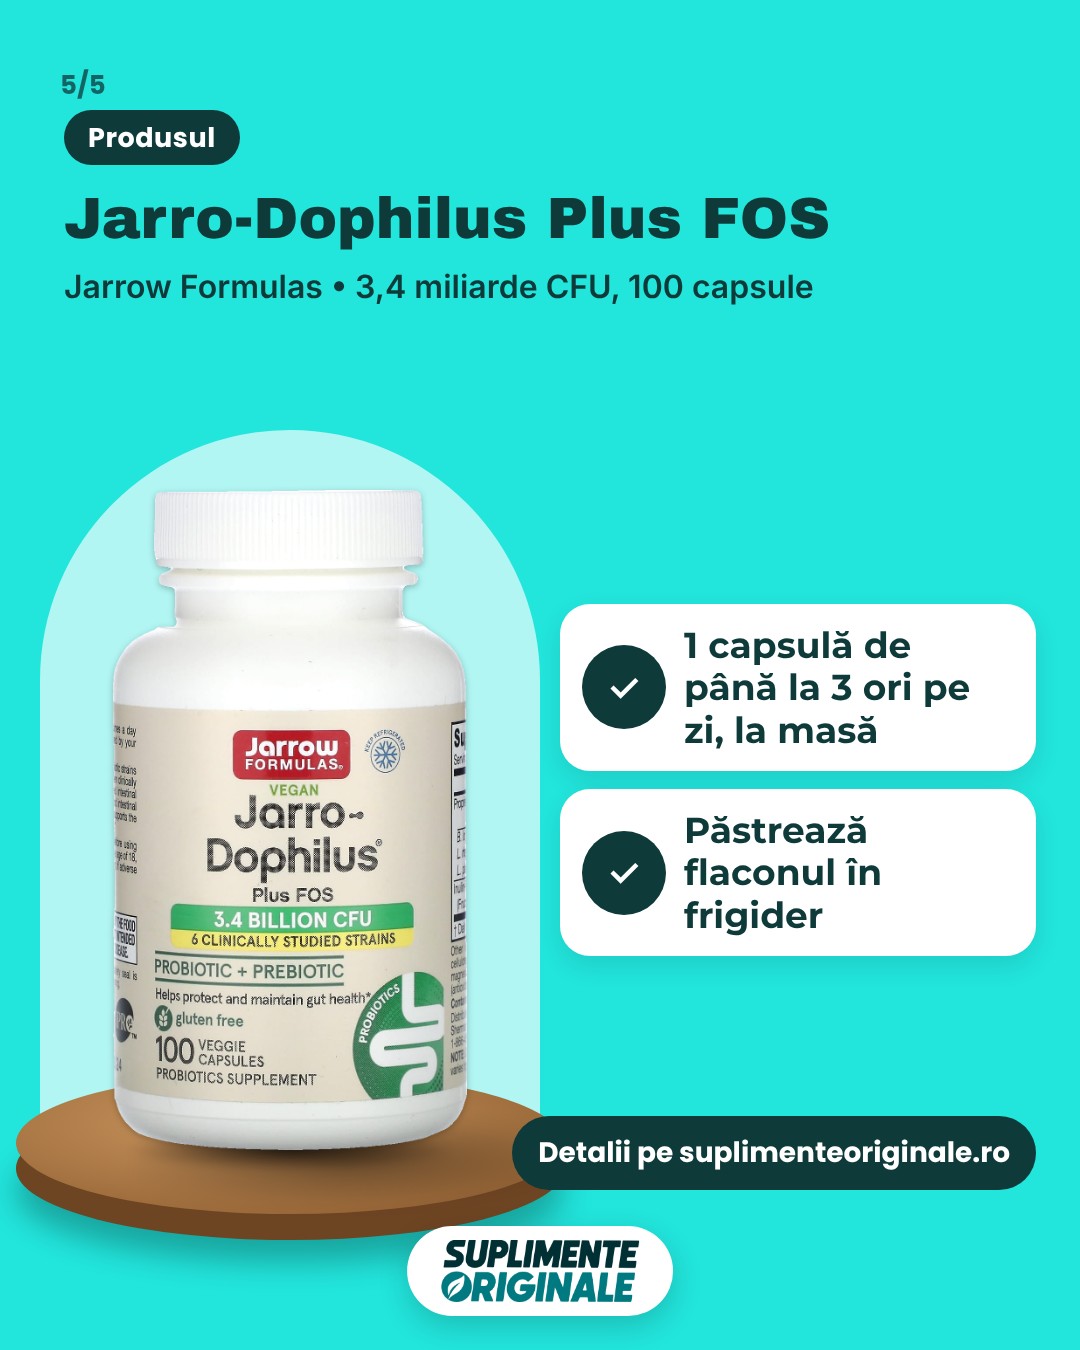 5/5
Produsul
Jarro-Dophilus Plus FOS
Jarrow Formulas • 3,4 miliarde CFU, 100 capsule
Jarrow
FORMULAS®
KEEP REFRIGERATED
VEGAN
Jarro-
Dophilus®
Plus FOS
3.4 BILLION CFU
6 CLINICALLY STUDIED STRAINS
PROBIOTIC + PREBIOTIC
Helps protect and maintain gut health*
gluten free
PROBIOTICS
100 VEGGIE
CAPSULES
PROBIOTICS SUPPLEMENT
1 capsulă de
până la 3 ori pe
zi, la masă
Păstrează
flaconul în
frigider
Detalii pe suplimenteoriginale.ro
SUPLIMENTE
ORIGINALE